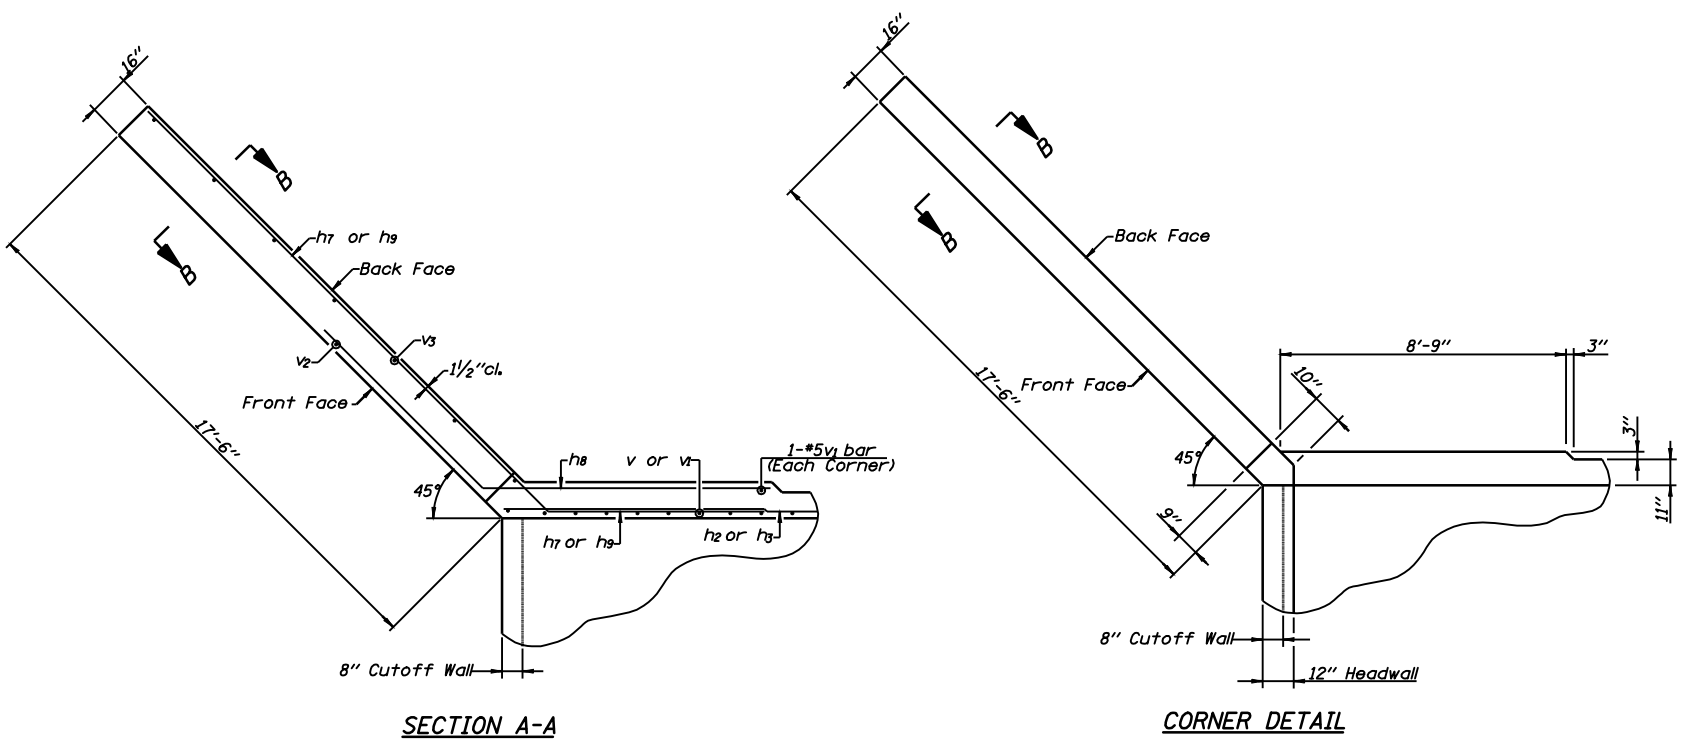 16"
B
B
h7 or h9
Back Face
v3
v2
1 1/2" cl.
Front Face
17'-6"
45°
h8
v or v1
1-#5v1 bar
(Each Corner)
h7 or h9
h2 or h3
8" Cutoff Wall
SECTION A-A
16"
B
B
Back Face
8'-9"
3"
10"
17'-6"
Front Face
3"
45°
11"
9"
8" Cutoff Wall
12" Headwall
CORNER DETAIL